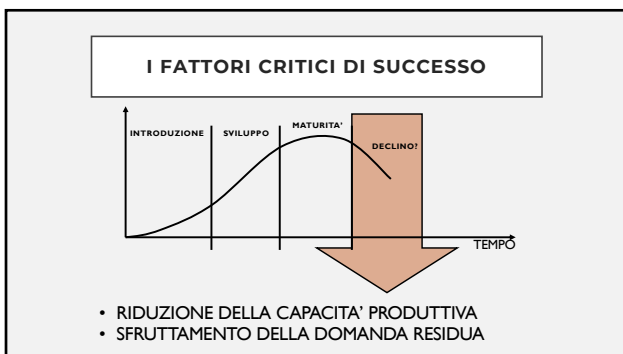 I FATTORI CRITICI DI SUCCESSO
INTRODUZIONE SVILUPPO MATURITA' DECLINO?
TEMPO
• RIDUZIONE DELLA CAPACITA' PRODUTTIVA
• SFRUTTAMENTO DELLA DOMANDA RESIDUA